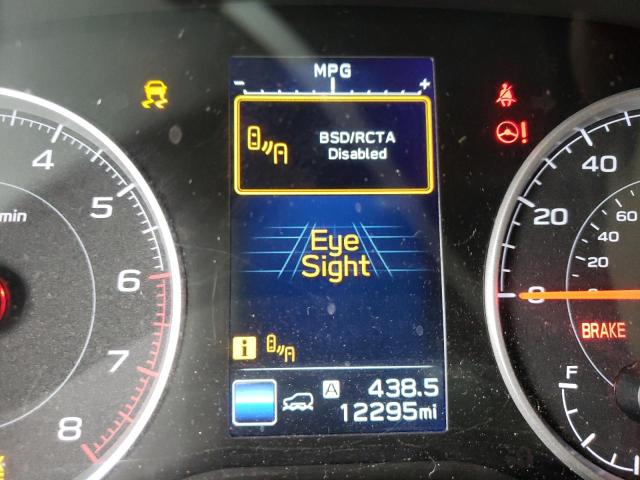 MPG
- +
BSD/RCTA
Disabled
Eye
Sight
i
A 438.5
12295mi
4
5
6
7
8
min
40
20
0
60
40
20
BRAKE
F